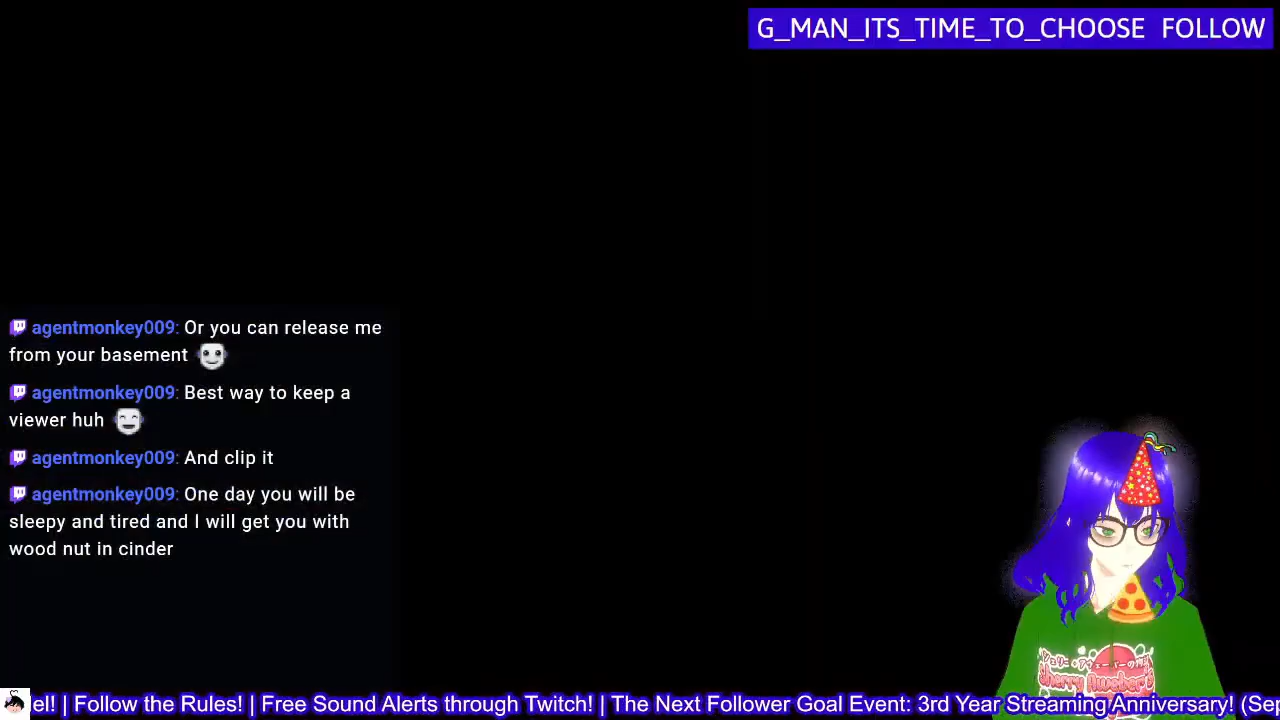 G_MAN_ITS_TIME_TO_CHOOSE FOLLOW
agentmonkey009: Or you can release me
from your basement
agentmonkey009: Best way to keep a
viewer huh
agentmonkey009: And clip it
agentmonkey009: One day you will be
sleepy and tired and I will get you with
wood nut in cinder
el! | Follow the Rules! | Free Sound Alerts through Twitch! | The Next Follower Goal Event: 3rd Year Streaming Anniversary! (Sep